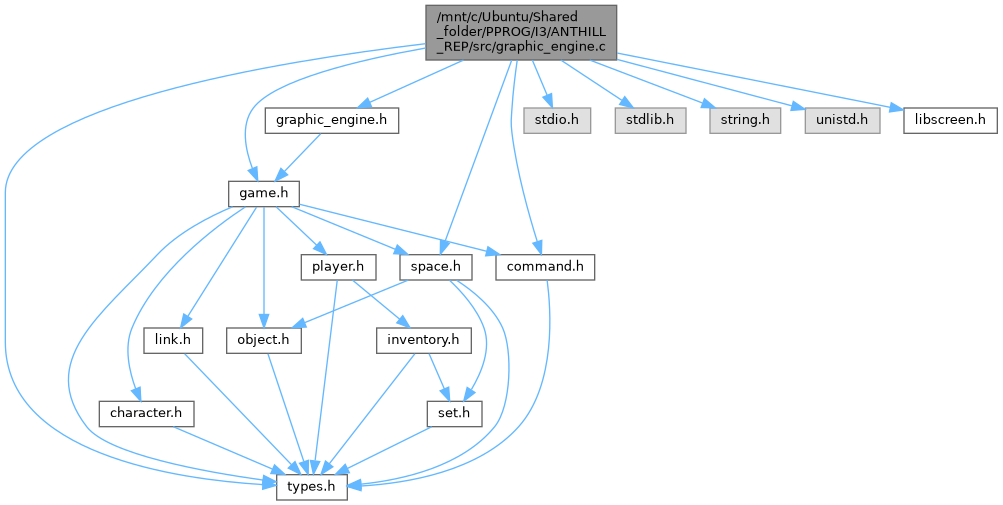 /mnt/c/Ubuntu/Shared
_folder/PPROG/I3/ANTHILL
_REP/src/graphic_engine.c
graphic_engine.h
stdio.h
stdlib.h
string.h
unistd.h
libscreen.h
game.h
player.h
space.h
command.h
link.h
object.h
inventory.h
character.h
set.h
types.h